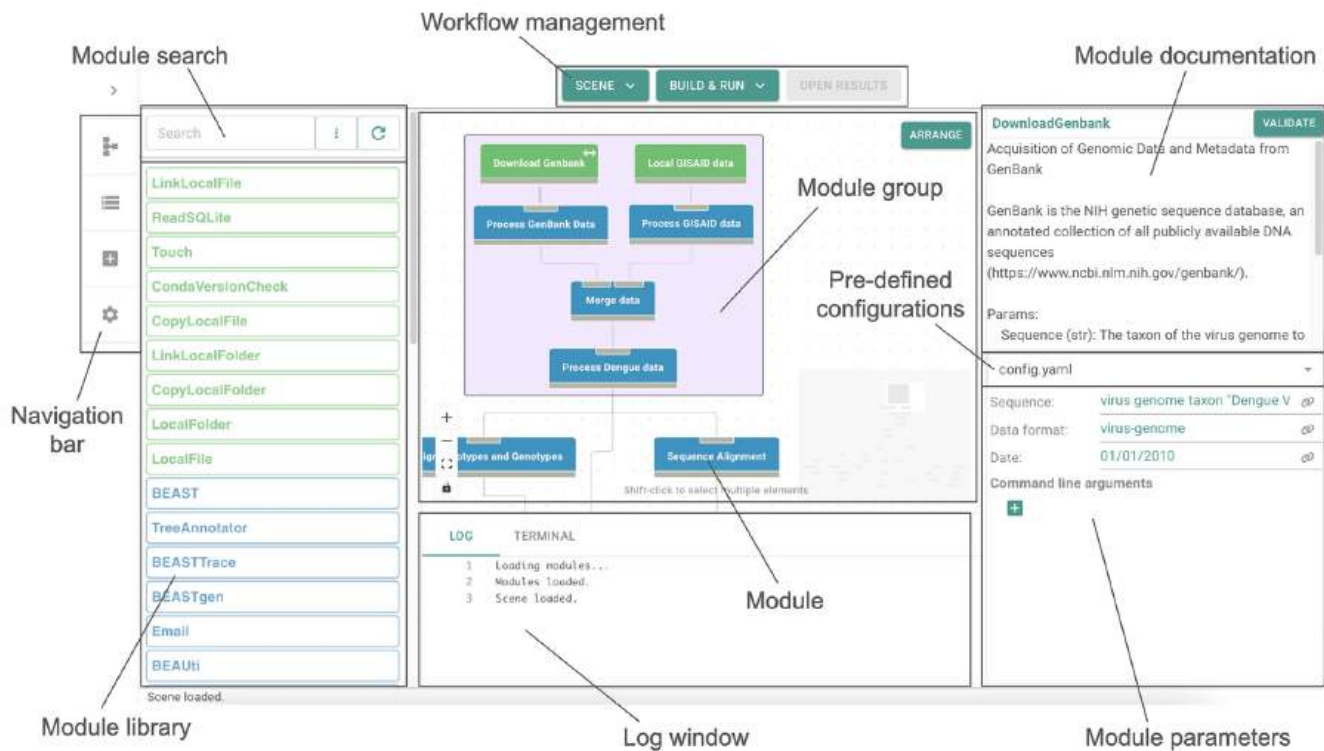 Workflow management
Module search
Module documentation
SCENE
BUILD & RUN
OPEN RESULTS
Search
i
ARRANGE
DownloadGenbank
VALIDATE
Acquisition of Genomic Data and Metadata from
GenBank
GenBank is the NIH genetic sequence database, an
annotated collection of all publicly available DNA
sequences
(https://www.ncbi.nlm.nih.gov/genbank/).
Params:
Sequence (str): The taxon of the virus genome to
Download Genbank
Local GISAID data
Process GenBank Data
Process GISAID data
Merge data
Process Dengue data
Module group
Pre-defined
configurations
LinkLocalFile
ReadSQLite
Touch
CondaVersionCheck
CopyLocalFile
LinkLocalFolder
CopyLocalFolder
LocalFolder
LocalFile
BEAST
TreeAnnotator
BEASTTrace
BEASTgen
Email
BEAUti
Navigation
bar
config.yaml
Sequence: virus genome taxon "Dengue V
Data format: virus-genome
Date: 01/01/2010
Command line arguments
and Genotypes
Sequence Alignment
Shift-click to select multiple elements
LOG
TERMINAL
1 Loading modules...
2 Modules loaded.
3 Scene loaded.
Module
Scene loaded.
Module library
Log window
Module parameters